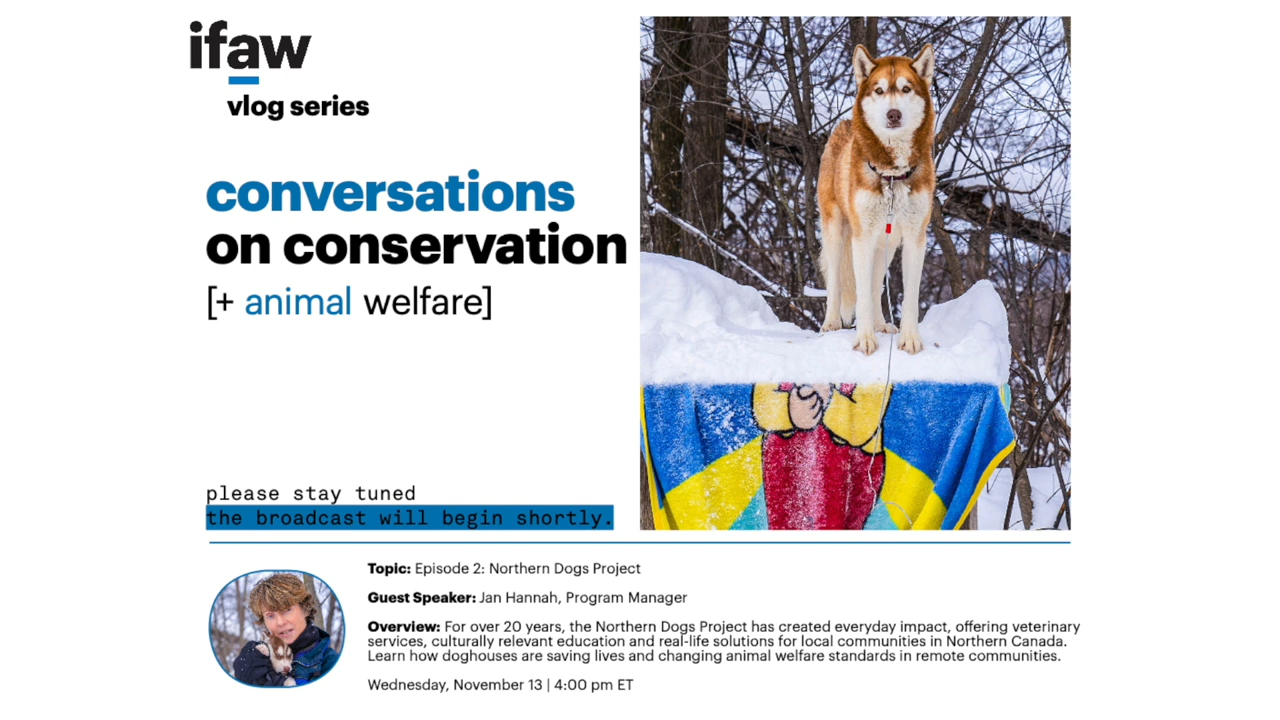 ifaw
vlog series
conversations
on conservation
[+ animal welfare]
please stay tuned
the broadcast will begin shortly.
Topic: Episode 2: Northern Dogs Project
Guest Speaker: Jan Hannah, Program Manager
Overview: For over 20 years, the Northern Dogs Project has created everyday impact, offering veterinary
services, culturally relevant education and real-life solutions for local communities in Northern Canada.
Learn how doghouses are saving lives and changing animal welfare standards in remote communities.
Wednesday, November 13 | 4:00 pm ET